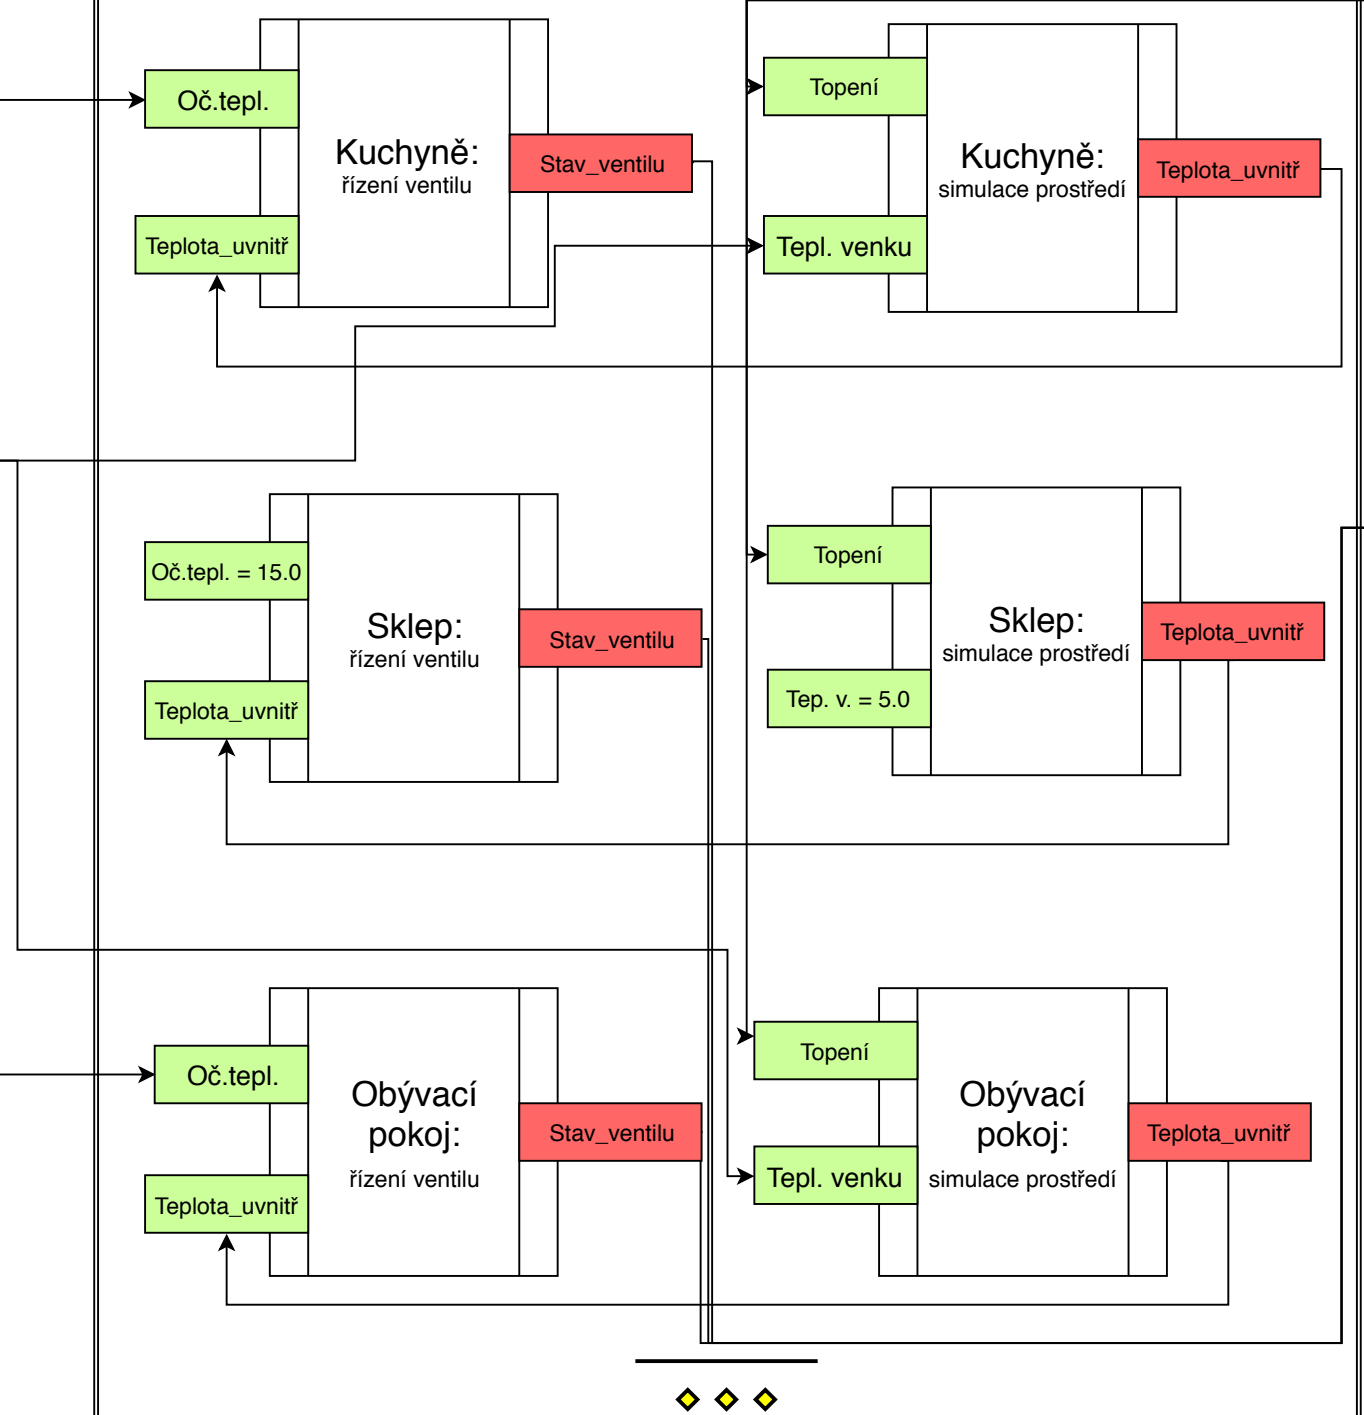 Oč.tepl.
Teplota_uvnitř
Kuchyně:
řízení ventilu
Stav_ventilu
Topení
Tepl. venku
Kuchyně:
simulace prostředí
Teplota_uvnitř
Oč.tepl. = 15.0
Teplota_uvnitř
Sklep:
řízení ventilu
Stav_ventilu
Topení
Tep. v. = 5.0
Sklep:
simulace prostředí
Teplota_uvnitř
Oč.tepl.
Teplota_uvnitř
Obývací
pokoj:
řízení ventilu
Stav_ventilu
Topení
Tepl. venku
Obývací
pokoj:
simulace prostředí
Teplota_uvnitř